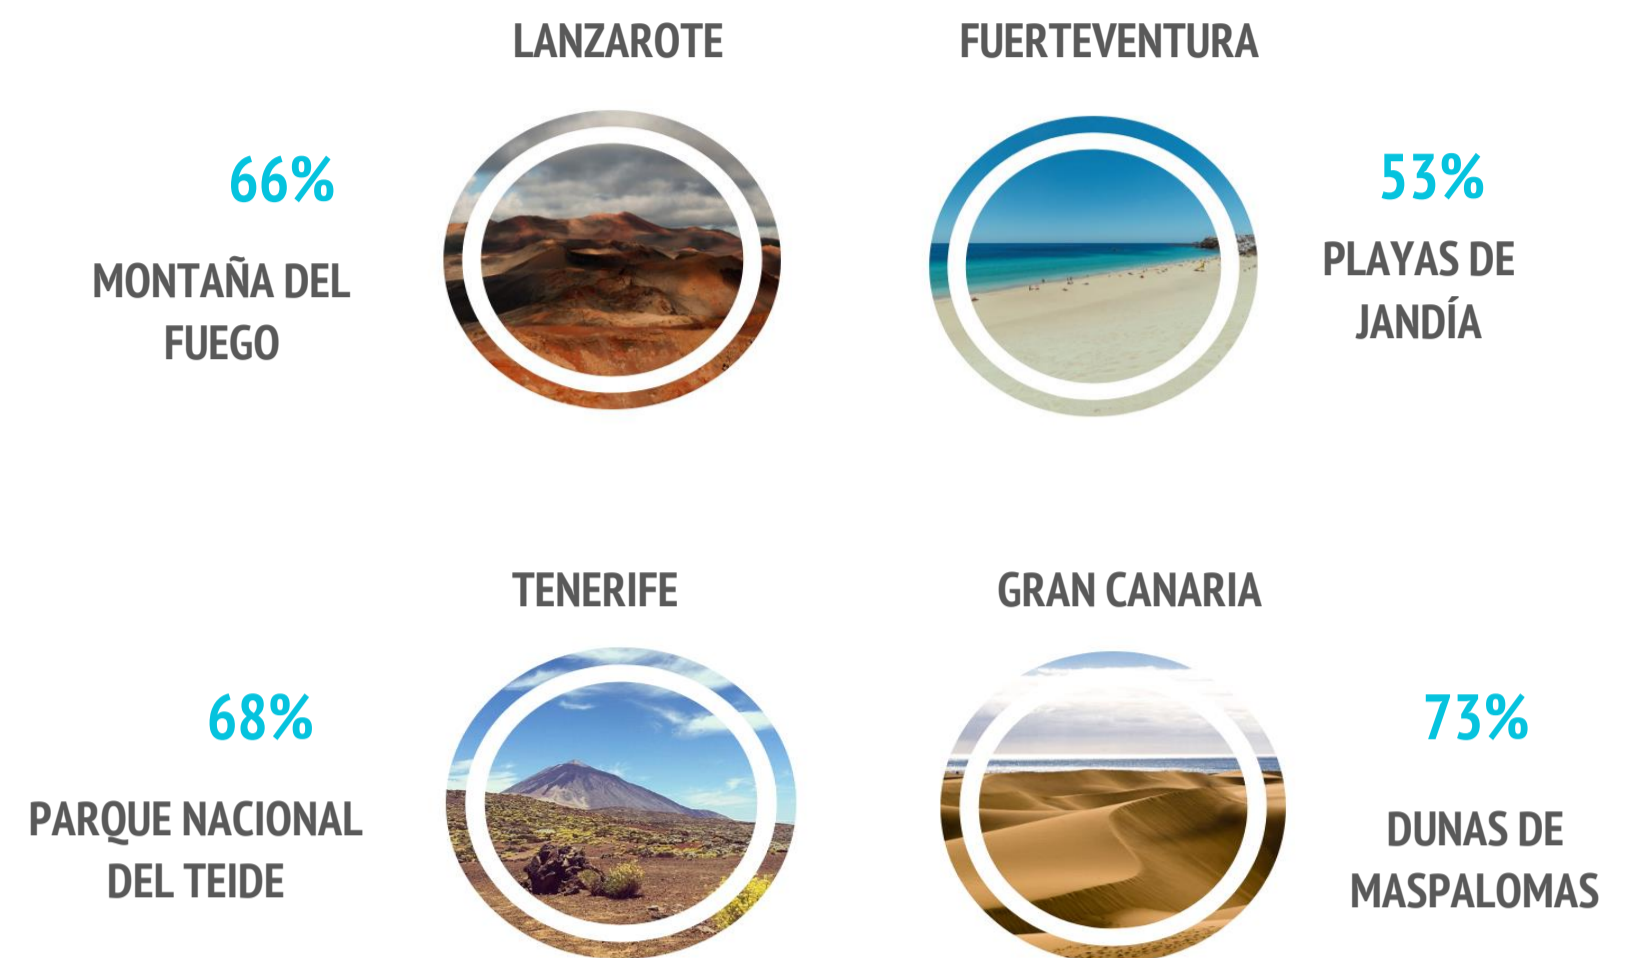 LANZAROTE
66%
MONTAÑA DEL
FUEGO
FUERTEVENTURA
53%
PLAYAS DE
JANDÍA
TENERIFE
68%
PARQUE NACIONAL
DEL TEIDE
GRAN CANARIA
73%
DUNAS DE
MASPALOMAS